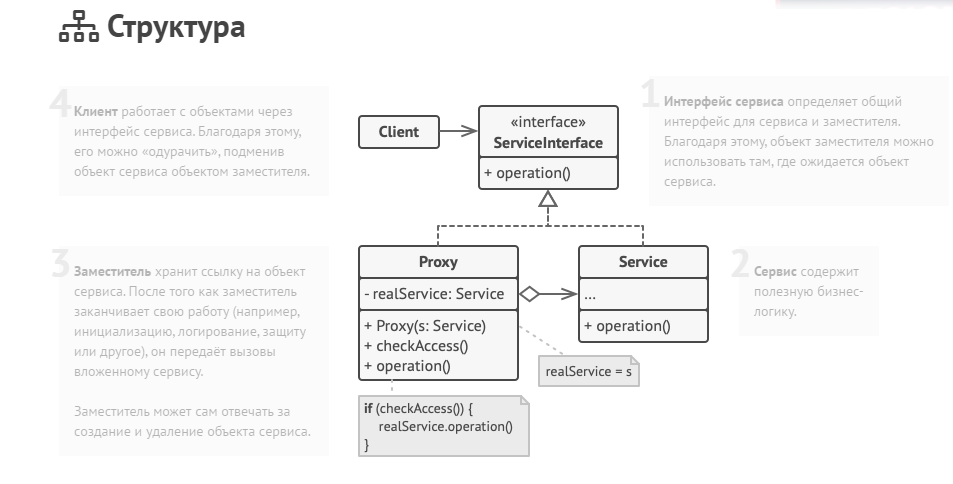 Структура
4
Клиент работает с объектами через
интерфейс сервиса. Благодаря этому,
его можно «одурачить», подменив
объект сервиса объектом заместителя.
Client
«interface»
ServiceInterface
+ operation()
1
Интерфейс сервиса определяет общий
интерфейс для сервиса и заместителя.
Благодаря этому, объект заместителя можно
использовать там, где ожидается объект
сервиса.
3
Заместитель хранит ссылку на объект
сервиса. После того как заместитель
заканчивает свою работу (например,
инициализацию, логирование, защиту
или другое), он передаёт вызовы
вложенному сервису.
Заместитель может сам отвечать за
создание и удаление объекта сервиса.
Proxy
- realService: Service
+ Proxy(s: Service)
+ checkAccess()
+ operation()
Service
...
+ operation()
2
Сервис содержит
полезную бизнес-
логику.
realService = s
if (checkAccess()) {
realService.operation()
}